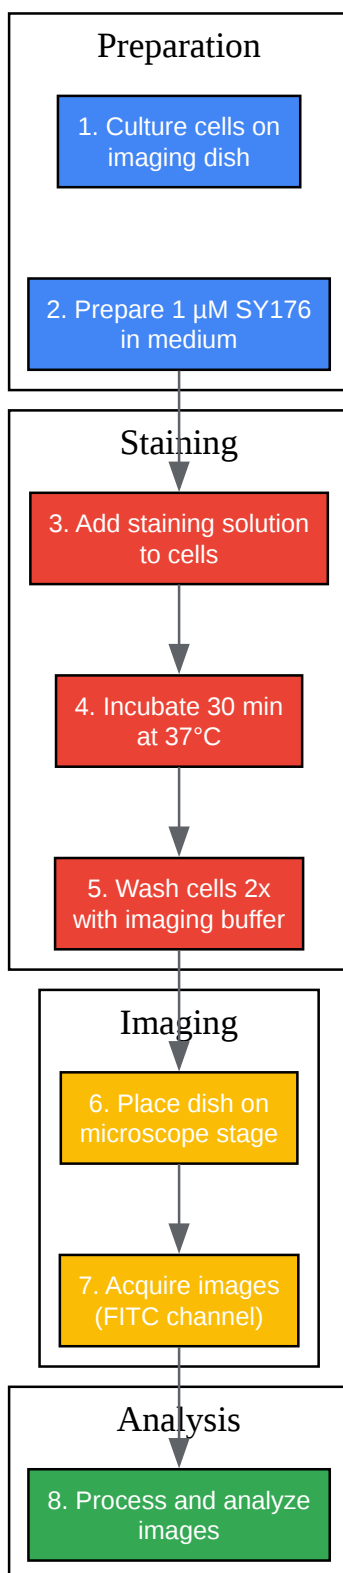 Preparation
1. Culture cells on
imaging dish
2. Prepare 1 µM SY176
in medium
Staining
3. Add staining solution
to cells
4. Incubate 30 min
at 37°C
5. Wash cells 2x
with imaging buffer
Imaging
6. Place dish on
microscope stage
7. Acquire images
(FITC channel)
Analysis
8. Process and analyze
images